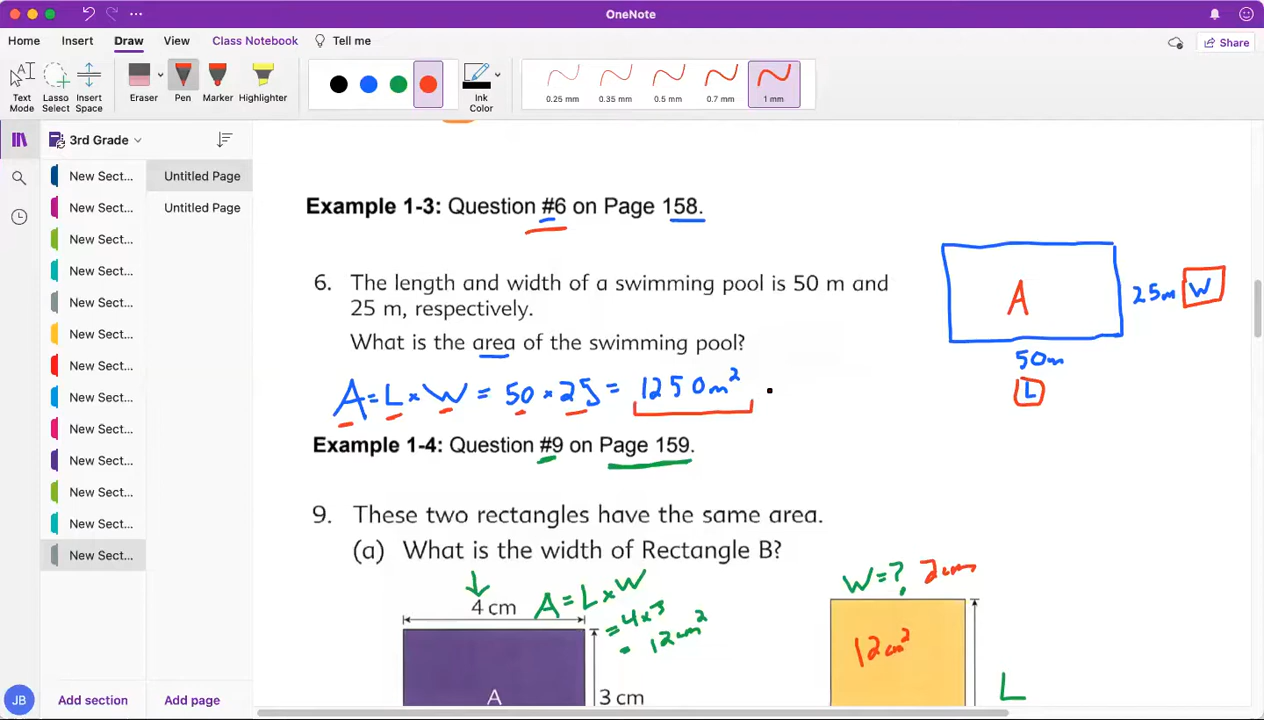 OneNote
Home Insert Draw View Class Notebook Tell me
Share
Text Mode
Lasso Select
Insert Space
Eraser
Pen
Marker
Highlighter
Ink Color
0.25 mm 0.35 mm 0.5 mm 0.7 mm 1 mm
3rd Grade
New Sect... Untitled Page
New Sect... Untitled Page
New Sect...
New Sect...
New Sect...
New Sect...
New Sect...
New Sect...
New Sect...
New Sect...
New Sect...
New Sect...
New Sect...
JB
Add section Add page
Example 1-3: Question #6 on Page 158.
6. The length and width of a swimming pool is 50 m and
25 m, respectively.
What is the area of the swimming pool?
A = L × W = 50 × 25 = 1250m²
A
25m W
50m
L
Example 1-4: Question #9 on Page 159.
9. These two rectangles have the same area.
(a) What is the width of Rectangle B?
4 cm
A = L × W
= 4 × 3
= 12cm²
A
3 cm
W = ? 2cm
12cm²
L